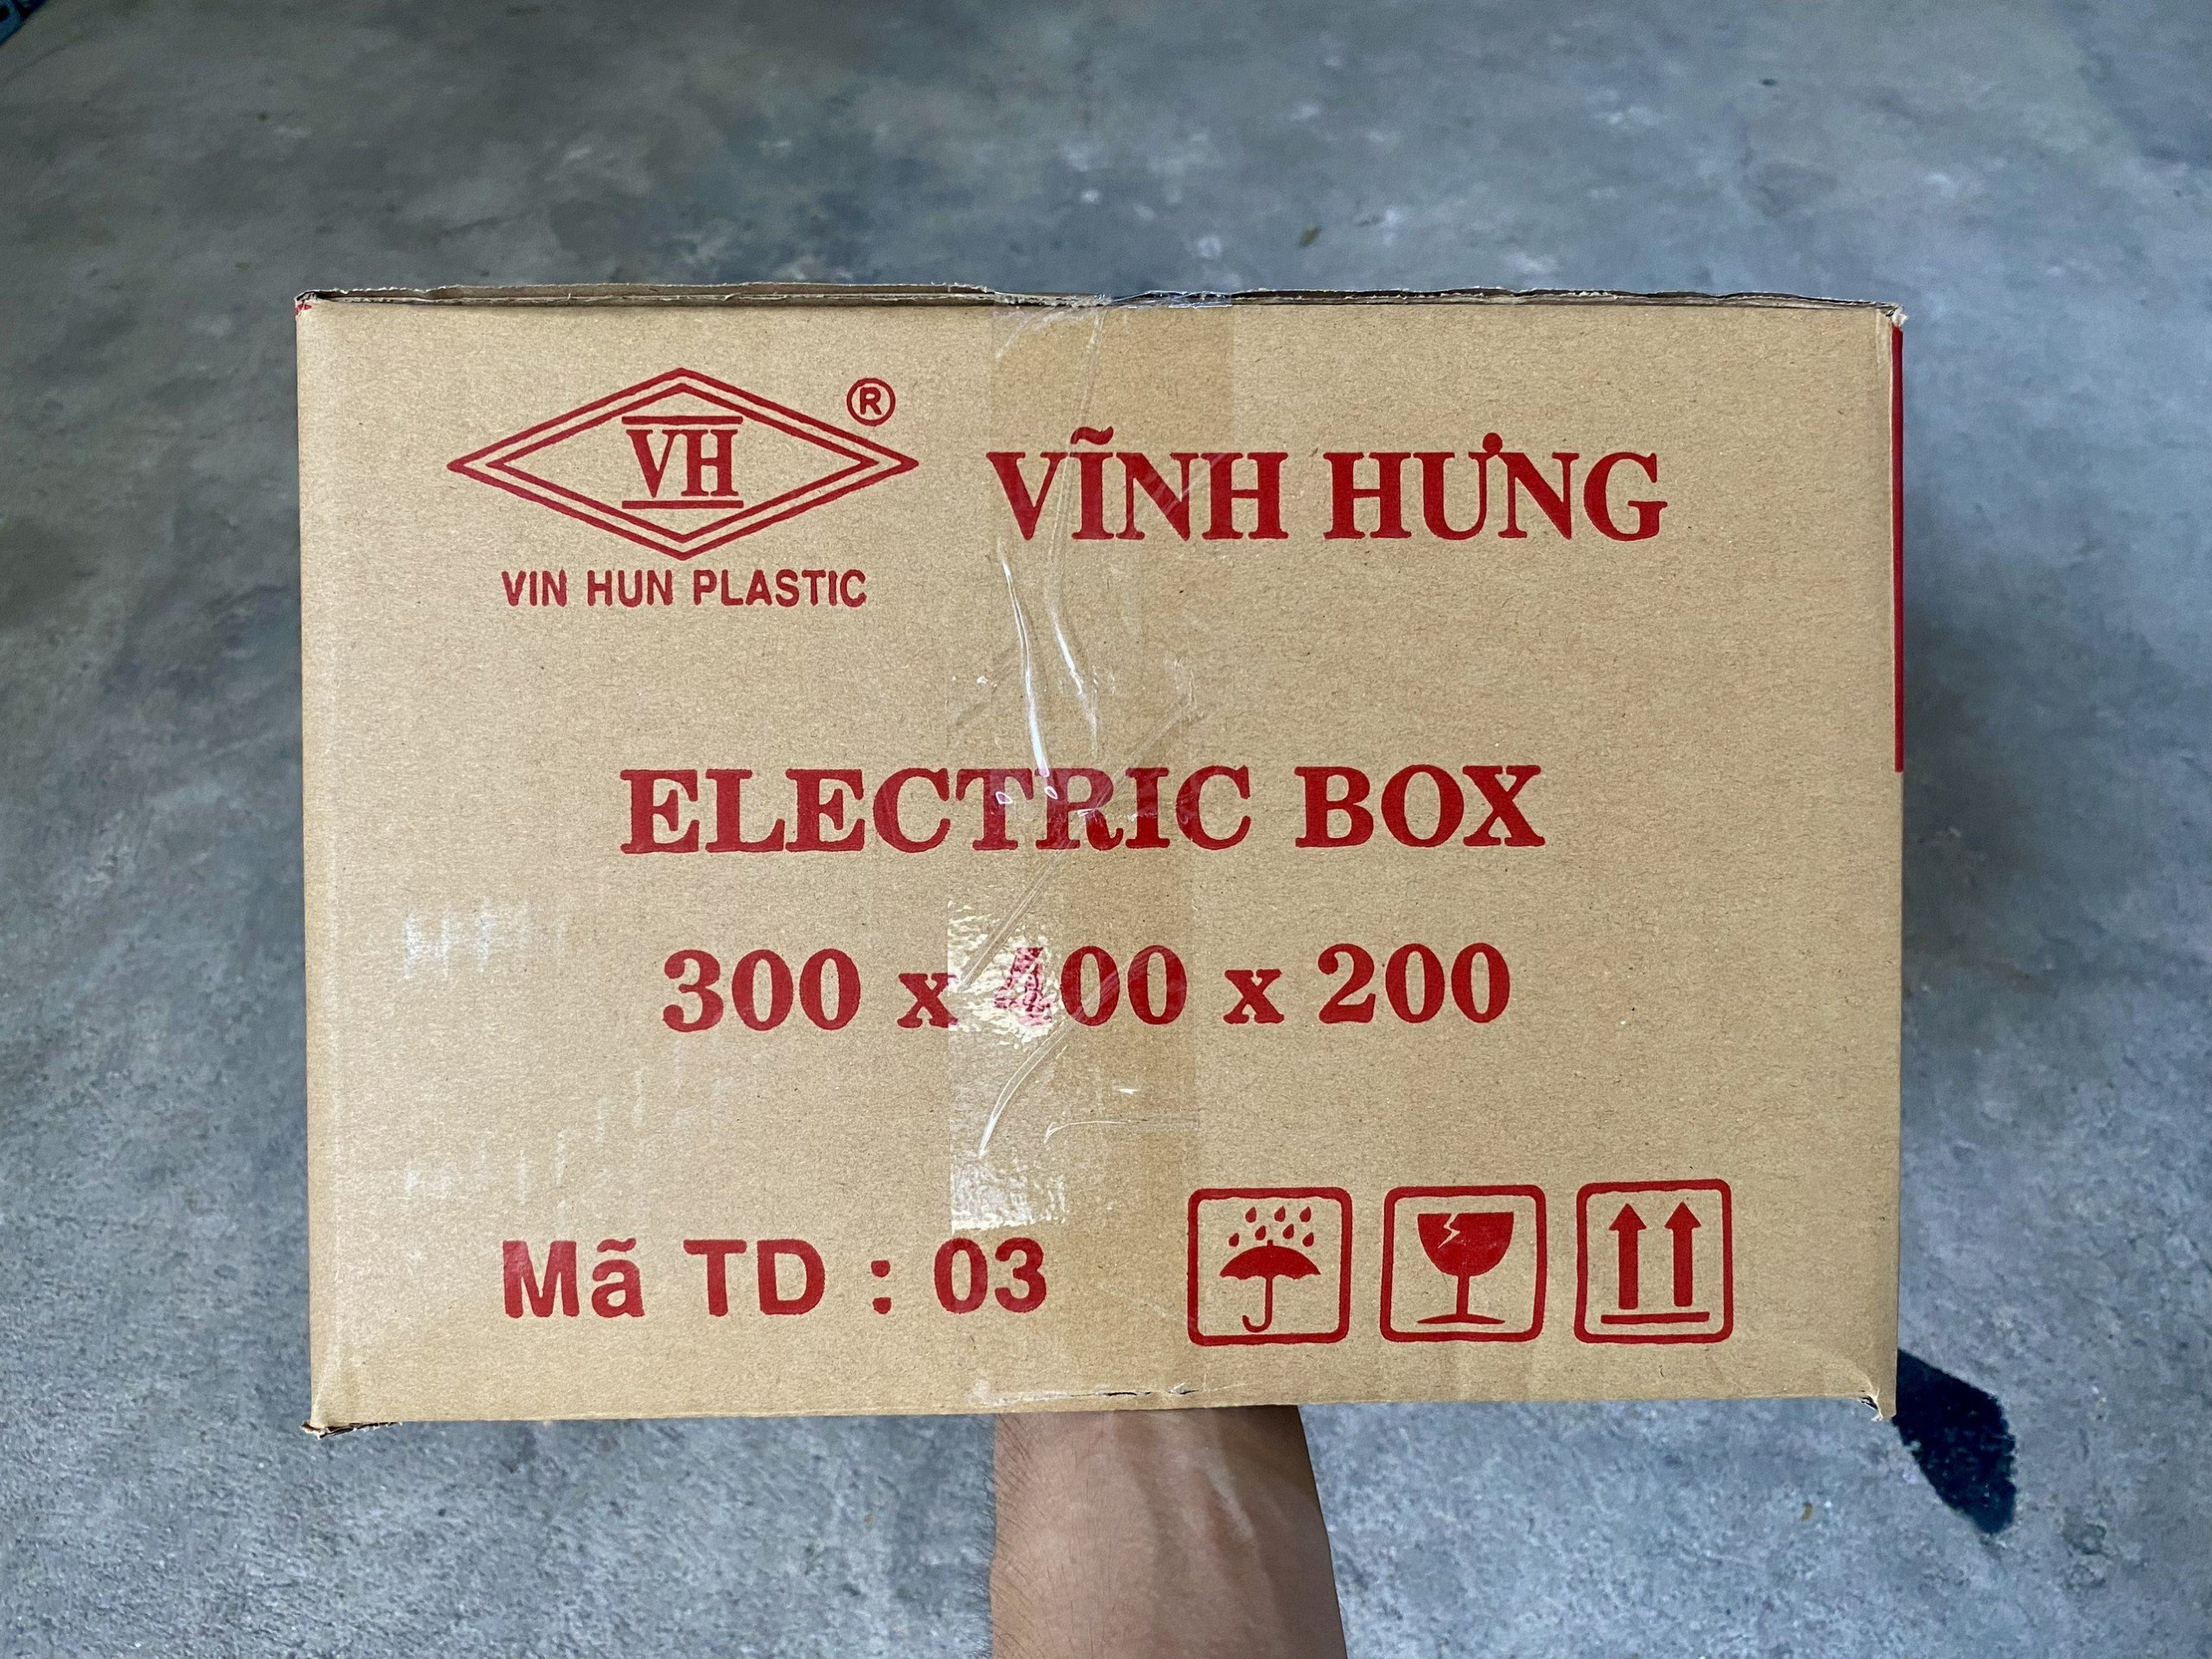 VH ®
VIN HUN PLASTIC
VĨNH HƯNG
ELECTRIC BOX
300 x 400 x 200
Mã TD : 03